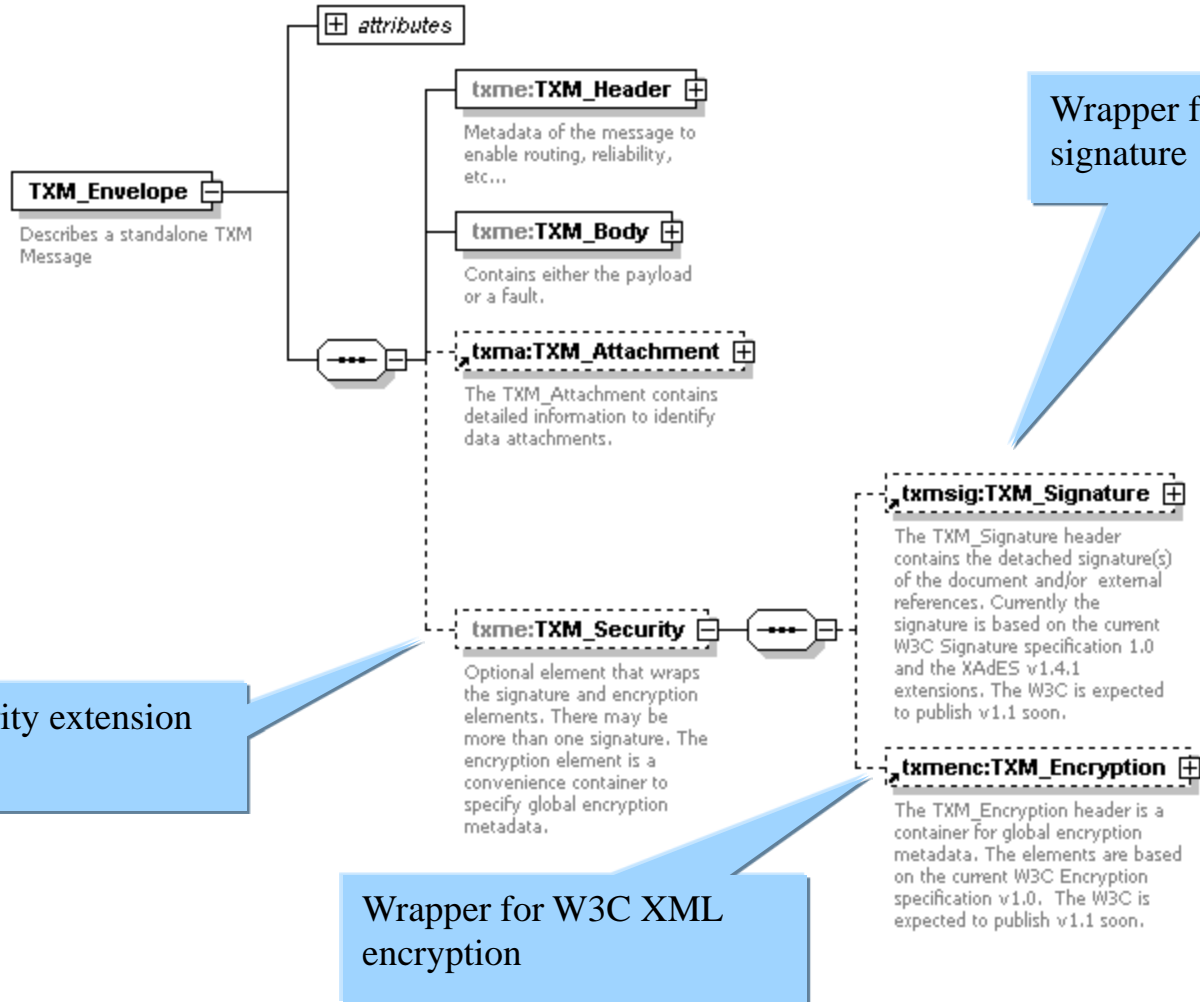 attributes
txme:TXM_Header
Metadata of the message to
enable routing, reliability,
etc...
Wrapper f
signature
TXM_Envelope
Describes a standalone TXM
Message
txme:TXM_Body
Contains either the payload
or a fault.
txma:TXM_Attachment
The TXM_Attachment contains
detailed information to identify
data attachments.
txmsig:TXM_Signature
The TXM_Signature header
contains the detached signature(s)
of the document and/or external
references. Currently the
signature is based on the current
W3C Signature specification 1.0
and the XAdES v1.4.1
extensions. The W3C is expected
to publish v1.1 soon.
txme:TXM_Security
Optional element that wraps
the signature and encryption
elements. There may be
more than one signature. The
encryption element is a
convenience container to
specify global encryption
metadata.
ity extension
txmenc:TXM_Encryption
The TXM_Encryption header is a
container for global encryption
metadata. The elements are based
on the current W3C Encryption
specification v1.0. The W3C is
expected to publish v1.1 soon.
Wrapper for W3C XML
encryption